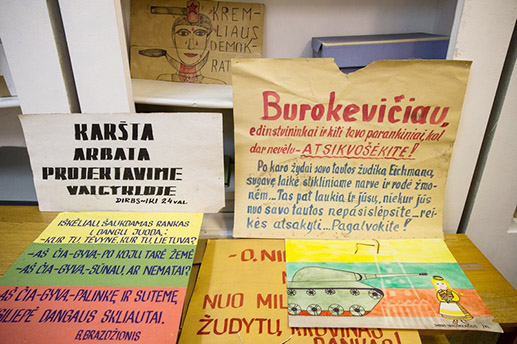 KREM-
LIAUS
DEMOK-
RATI
KARŠTA
ARBATA
PROJEKTAVIME
VALGYKLOJE
DIRBS-IKI 24 VAL.
Burokevičiau,
edinstvininkai ir kiti tavo parankiniai, kol
dar nevėlu - ATSIKVOŠĖKITE!
Po karo žydai savo tautos žudiką Eichmaną,
sugavę laikė stikliniame narve ir rodė žmo-
nėm... Tas pat laukia ir jūsų, niekur jūs
nuo savo tautos nepasislėpsite... rei-
kės atsakyti... Pagalvokite!
IŠKĖLIAU, ŠAUKDAMAS RANKAS
Į DANGŲ JUODĄ:
-KUR TU, TĖVYNE, KUR TU, LIETUVA?
-AŠ ČIA-GYVA,- PO KOJŲ TARĖ ŽEMĖ
-AŠ ČIA-GYVA,-SŪNAU, AR NEMATAI?
-AŠ ČIA-GYVA,-PALINKĘ IR SUTEMĘ,
DANGAUS SKLIAUTAI.
B.BRAZDŽIONIS
-O, NI
NUO MIL
ŽUDYTŲ, KRUVINAU